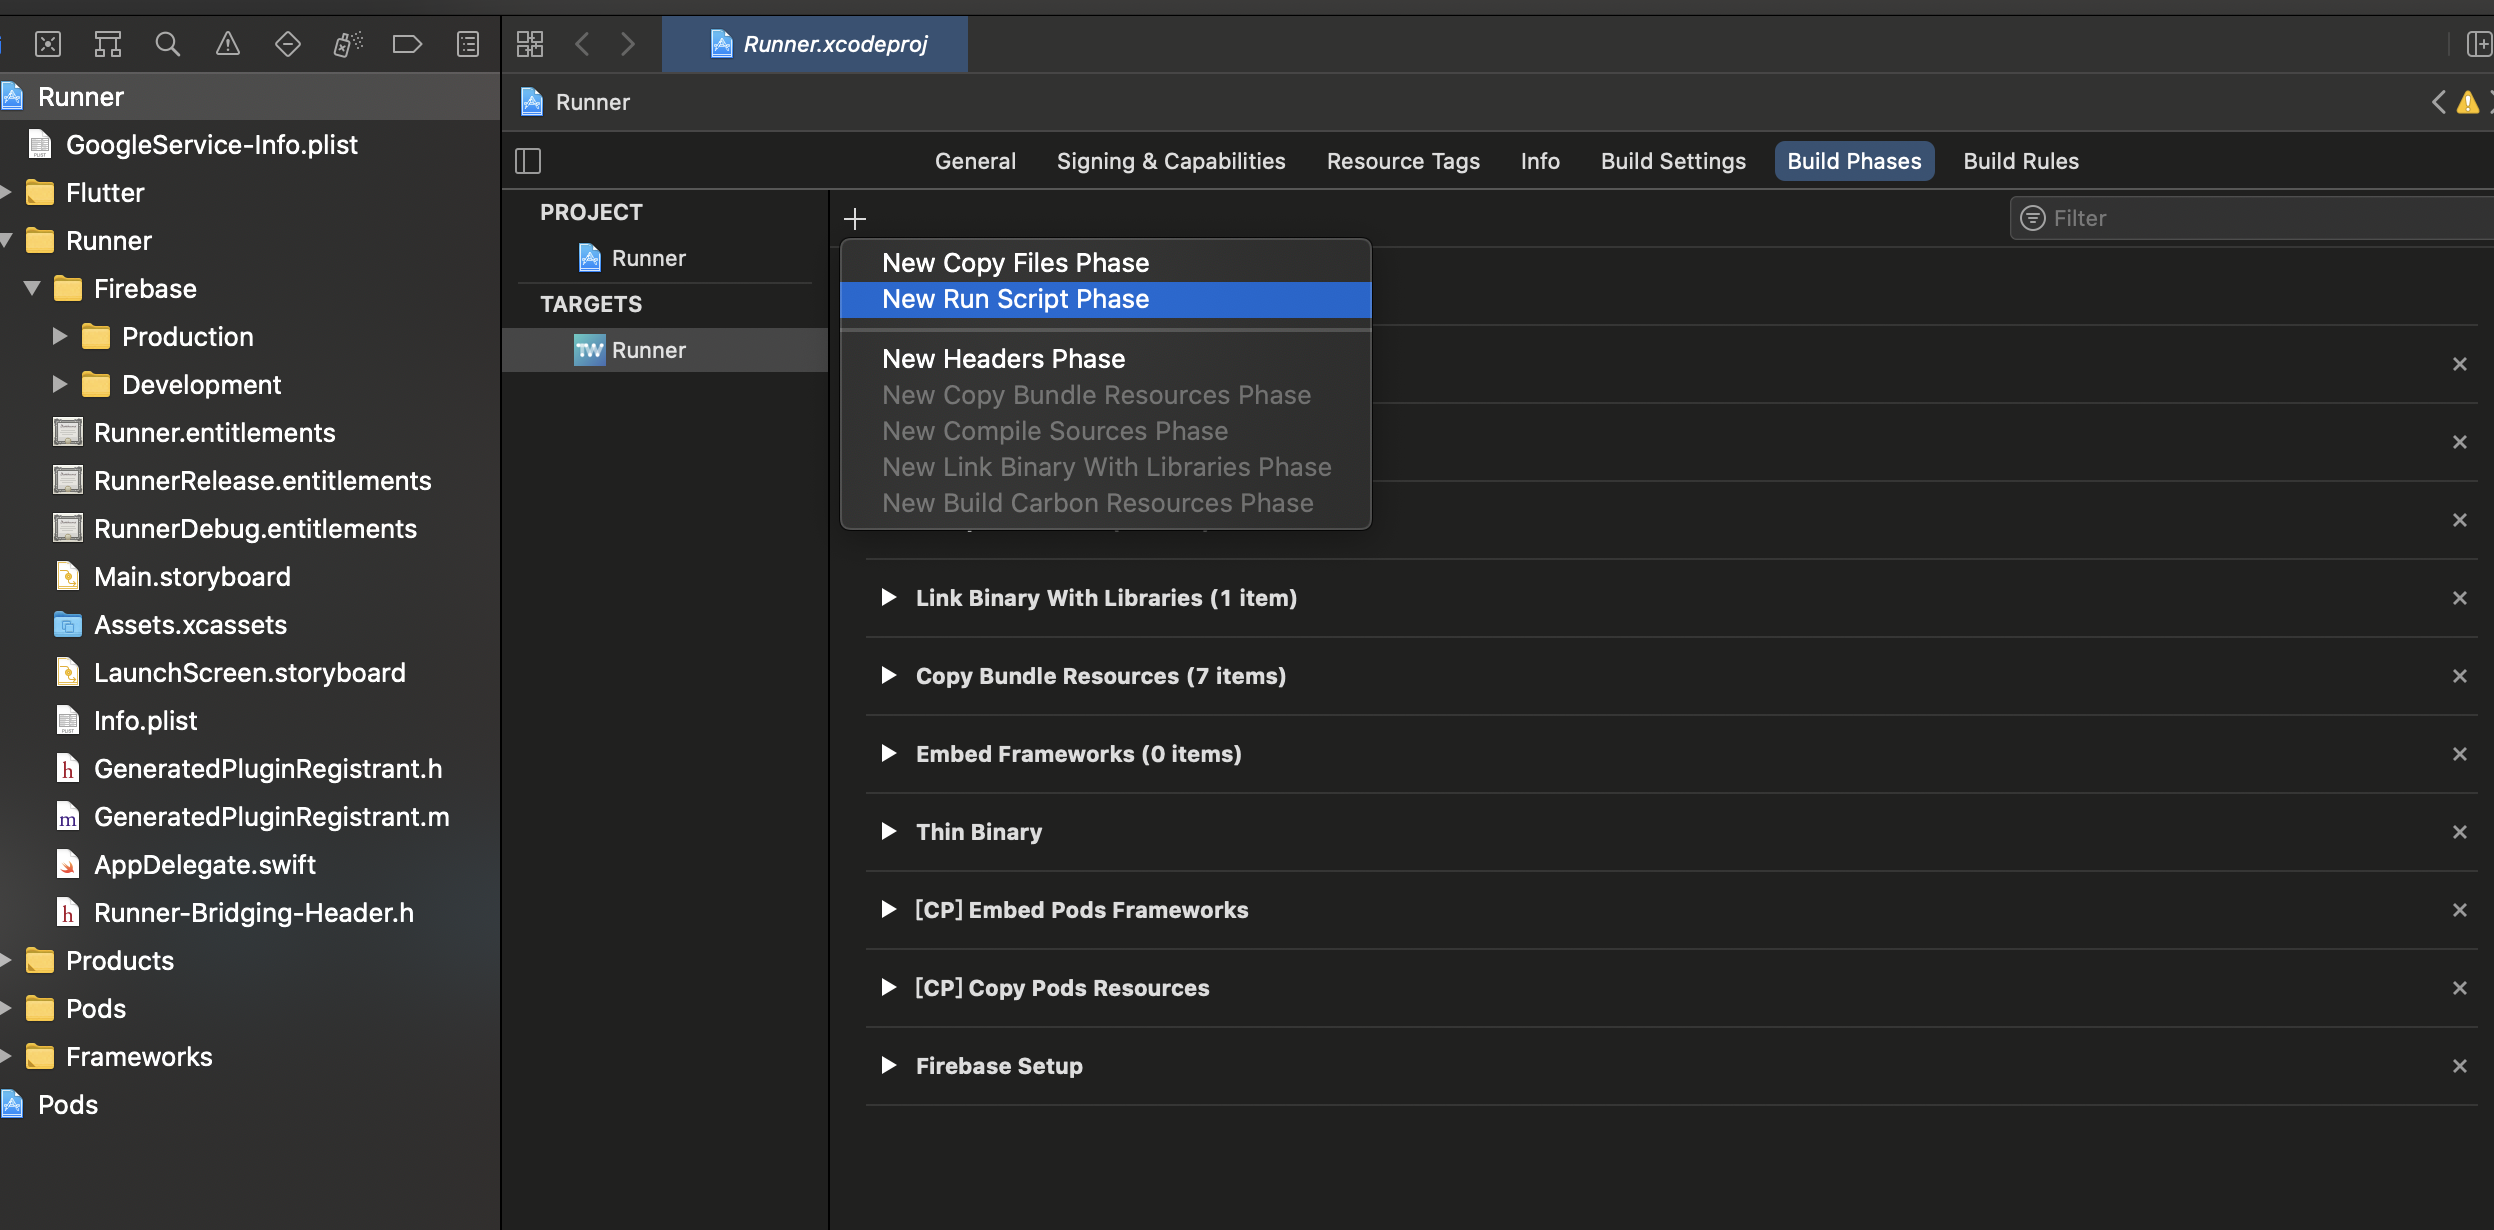 Runner.xcodeproj
Runner
General Signing & Capabilities Resource Tags Info Build Settings Build Phases Build Rules
Filter
Runner
GoogleService-Info.plist
Flutter
Runner
Firebase
Production
Development
Runner.entitlements
RunnerRelease.entitlements
RunnerDebug.entitlements
Main.storyboard
Assets.xcassets
LaunchScreen.storyboard
Info.plist
GeneratedPluginRegistrant.h
GeneratedPluginRegistrant.m
AppDelegate.swift
Runner-Bridging-Header.h
Products
Pods
Frameworks
Pods
PROJECT
Runner
TARGETS
TW Runner
New Copy Files Phase
New Run Script Phase
New Headers Phase
New Copy Bundle Resources Phase
New Compile Sources Phase
New Link Binary With Libraries Phase
New Build Carbon Resources Phase
Link Binary With Libraries (1 item)
Copy Bundle Resources (7 items)
Embed Frameworks (0 items)
Thin Binary
[CP] Embed Pods Frameworks
[CP] Copy Pods Resources
Firebase Setup